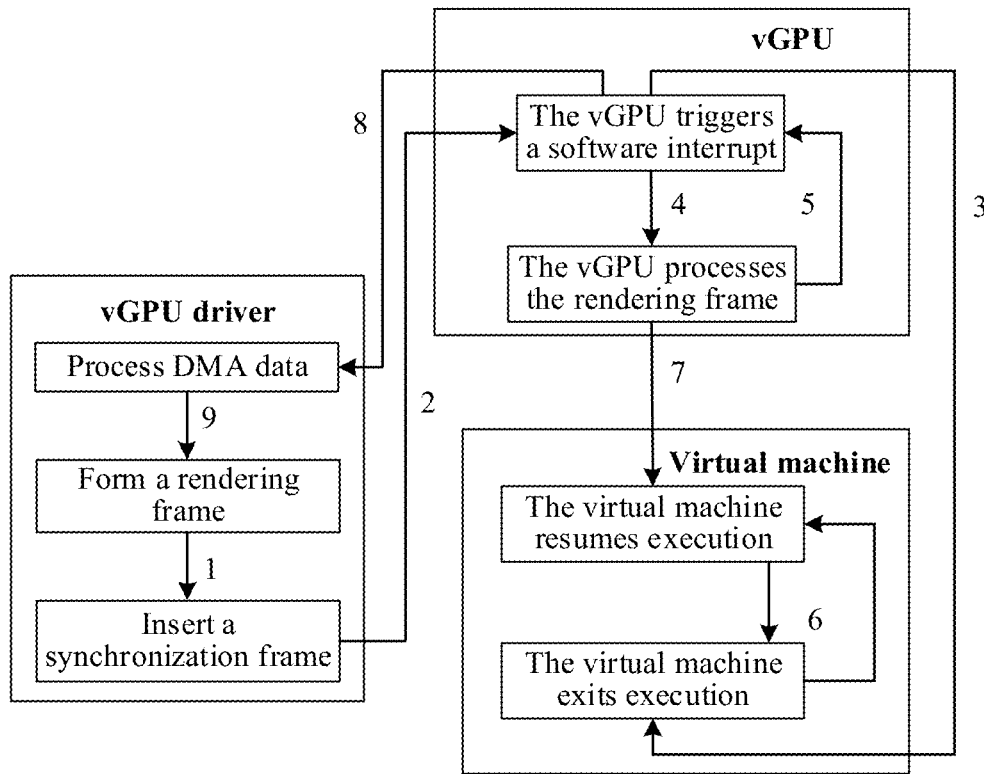 vGPU
The vGPU triggers
a software interrupt
8
4
5
3
The vGPU processes
the rendering frame
vGPU driver
Process DMA data
7
2
9
Form a rendering
frame
Virtual machine
The virtual machine
resumes execution
1
Insert a
synchronization frame
6
The virtual machine
exits execution